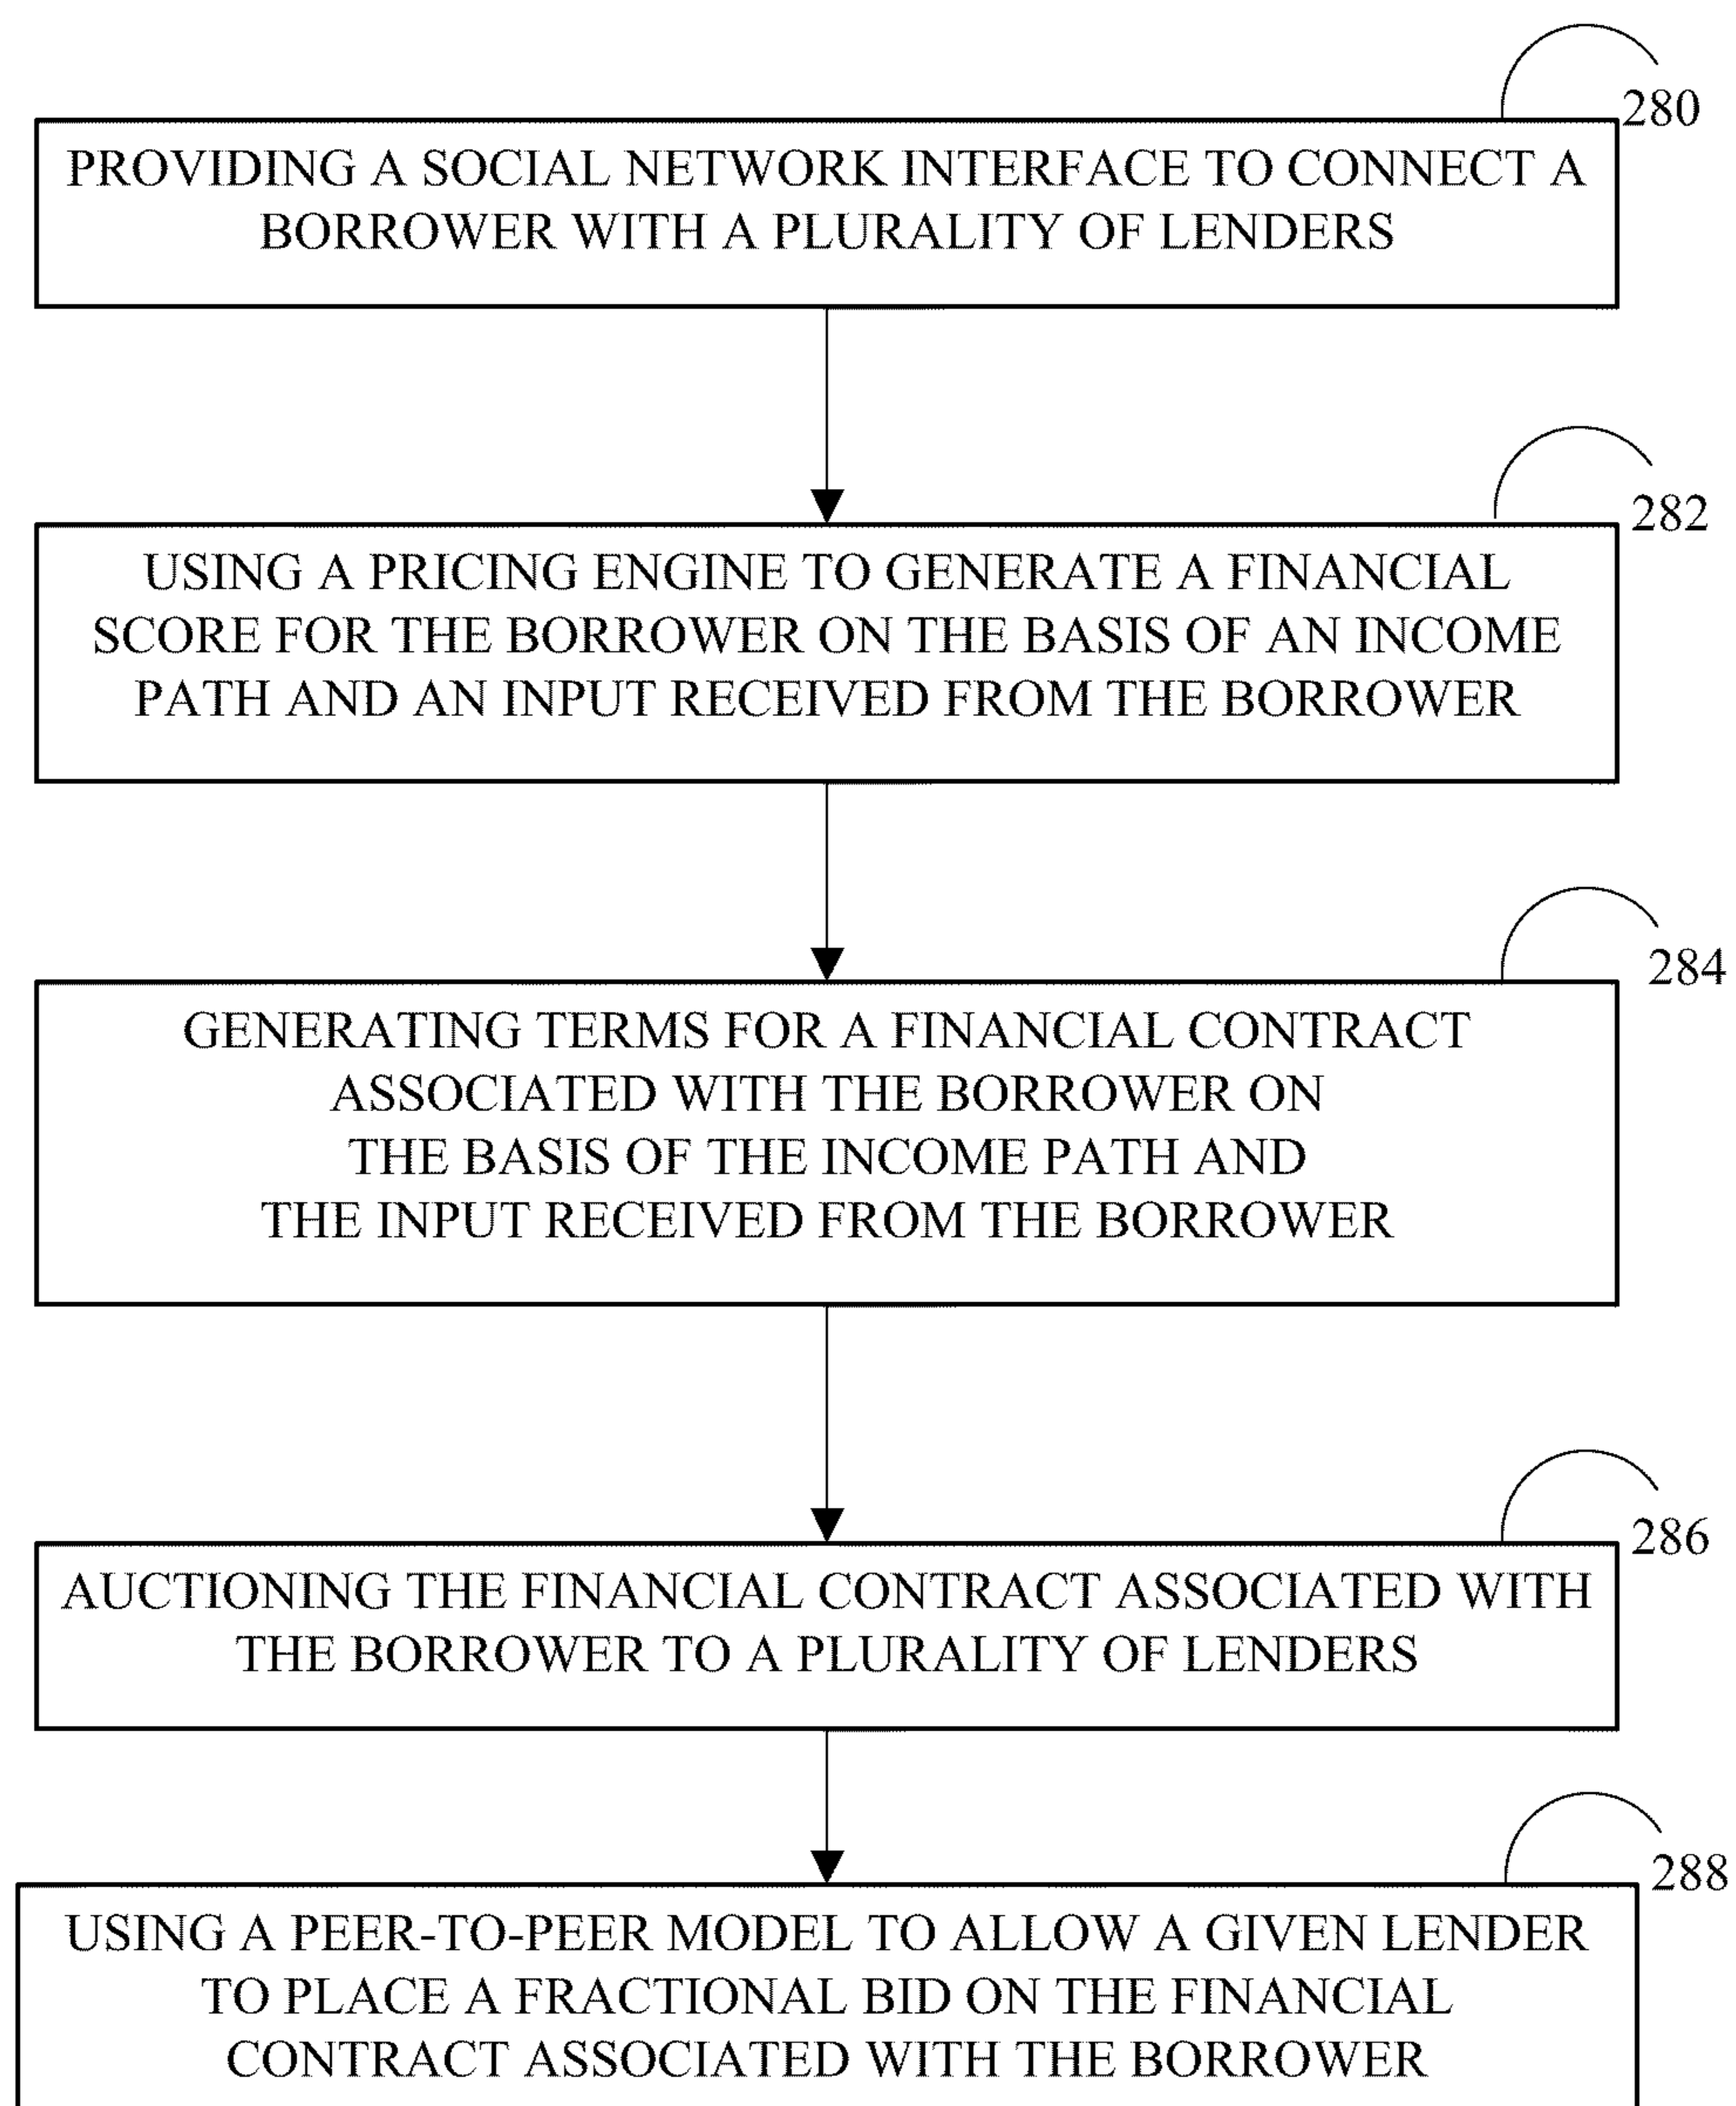 280
PROVIDING A SOCIAL NETWORK INTERFACE TO CONNECT A
BORROWER WITH A PLURALITY OF LENDERS
282
USING A PRICING ENGINE TO GENERATE A FINANCIAL
SCORE FOR THE BORROWER ON THE BASIS OF AN INCOME
PATH AND AN INPUT RECEIVED FROM THE BORROWER
284
GENERATING TERMS FOR A FINANCIAL CONTRACT
ASSOCIATED WITH THE BORROWER ON
THE BASIS OF THE INCOME PATH AND
THE INPUT RECEIVED FROM THE BORROWER
286
AUCTIONING THE FINANCIAL CONTRACT ASSOCIATED WITH
THE BORROWER TO A PLURALITY OF LENDERS
288
USING A PEER-TO-PEER MODEL TO ALLOW A GIVEN LENDER
TO PLACE A FRACTIONAL BID ON THE FINANCIAL
CONTRACT ASSOCIATED WITH THE BORROWER